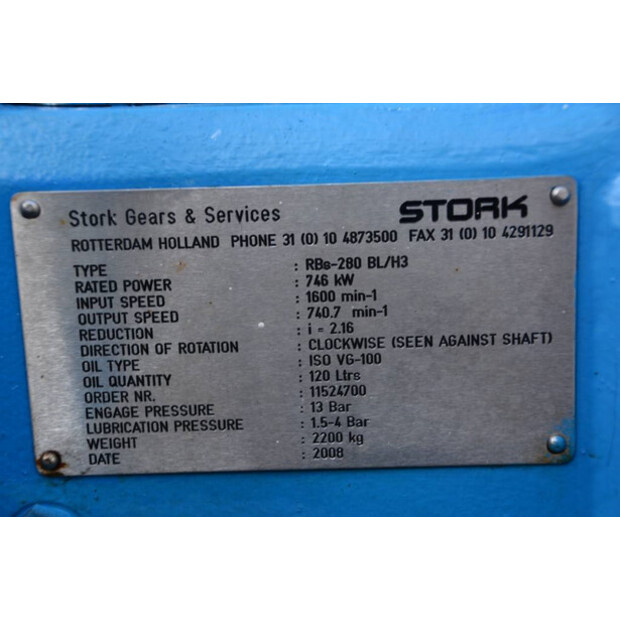 Stork Gears & Services STORK
ROTTERDAM HOLLAND PHONE 31 (0) 10 4873500 FAX 31 (0) 10 4291129
TYPE : RBs-280 BL/H3
RATED POWER : 746 kW
INPUT SPEED : 1600 min-1
OUTPUT SPEED : 740.7 min-1
REDUCTION : i = 2.16
DIRECTION OF ROTATION : CLOCKWISE (SEEN AGAINST SHAFT)
OIL TYPE : ISO VG-100
OIL QUANTITY : 120 Ltrs
ORDER NR. : 11524700
ENGAGE PRESSURE : 13 Bar
LUBRICATION PRESSURE : 1.5-4 Bar
WEIGHT : 2200 kg
DATE : 2008